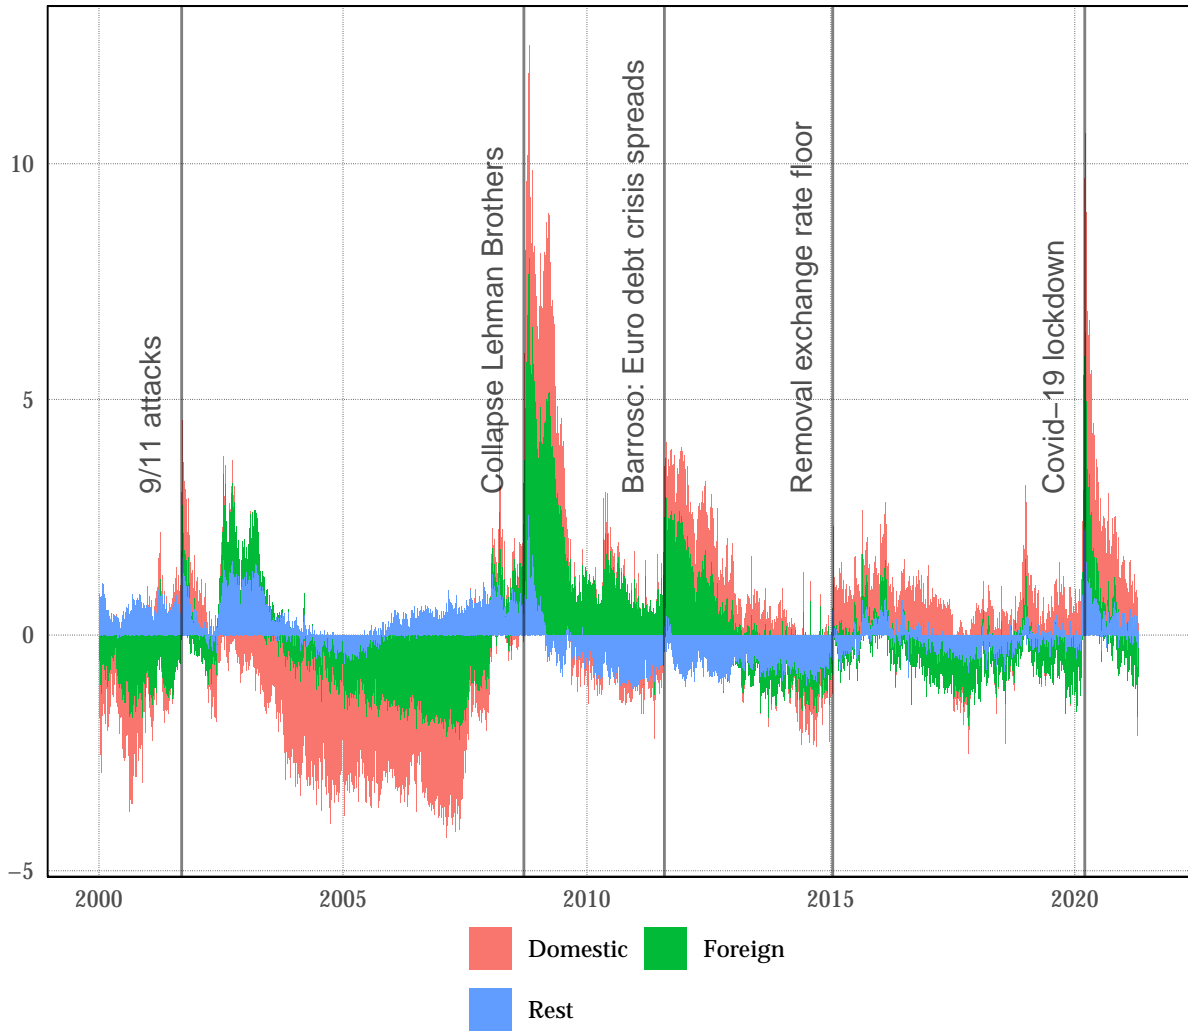 10
5
0
−5
9/11 attacks
Collapse Lehman Brothers
Barroso: Euro debt crisis spreads
Removal exchange rate floor
Covid−19 lockdown
2000 2005 2010 2015 2020
Domestic Foreign
Rest